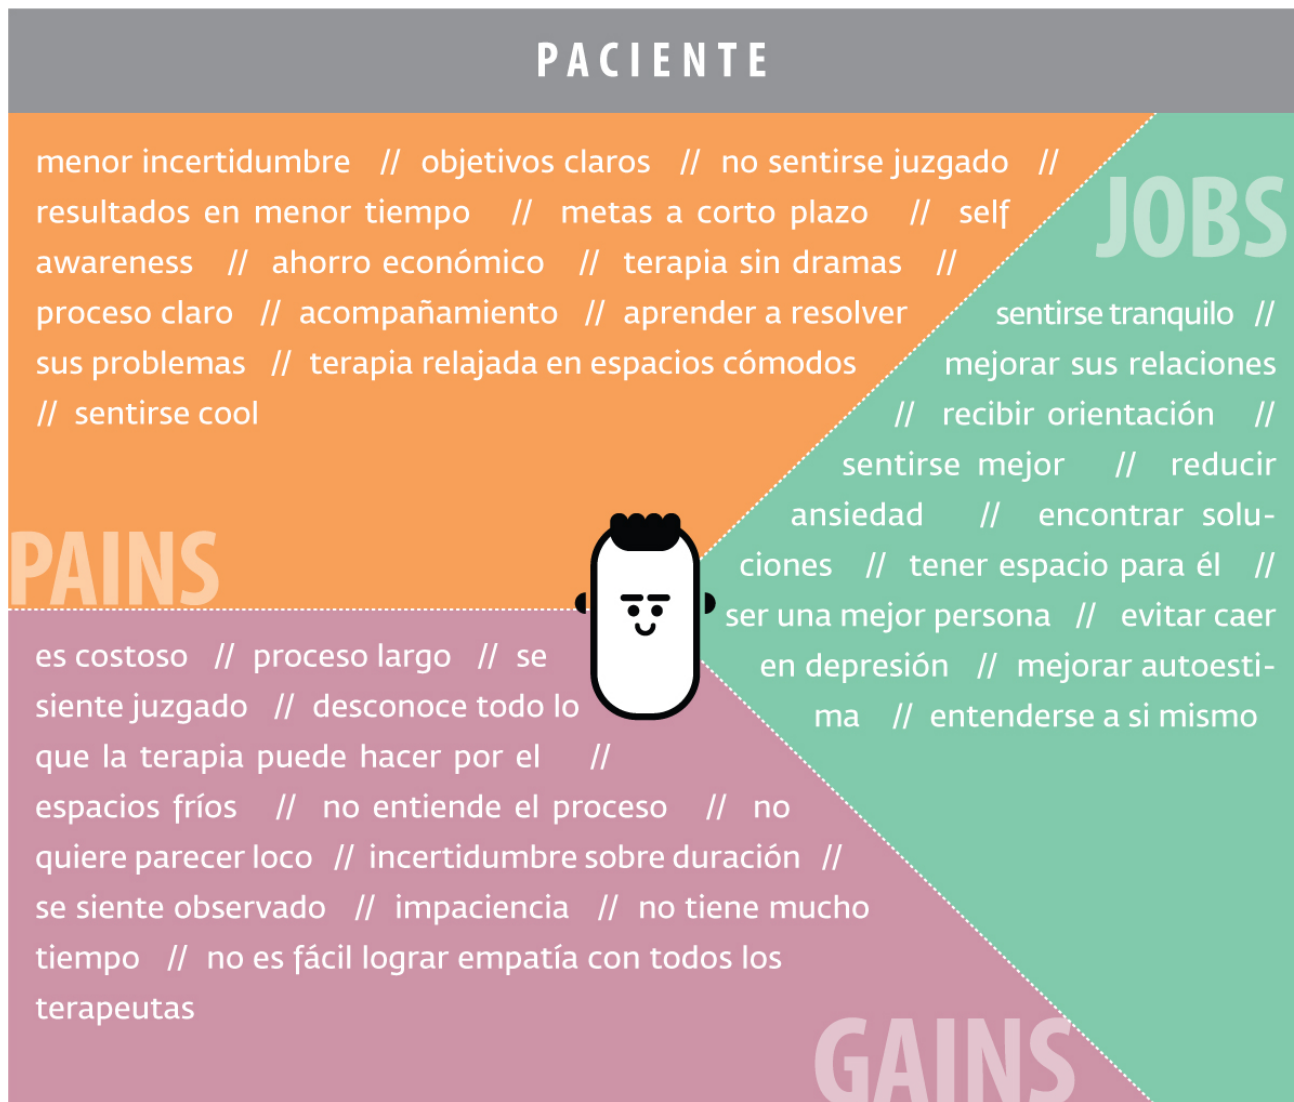 PACIENTE
menor incertidumbre // objetivos claros // no sentirse juzgado //
resultados en menor tiempo // metas a corto plazo // self
awareness // ahorro económico // terapia sin dramas //
proceso claro // acompañamiento // aprender a resolver
sus problemas // terapia relajada en espacios cómodos
// sentirse cool
PAINS
JOBS
sentirse tranquilo //
mejorar sus relaciones
// recibir orientación //
sentirse mejor // reducir
ansiedad // encontrar solu-
ciones // tener espacio para él //
ser una mejor persona // evitar caer
en depresión // mejorar autoesti-
ma // entenderse a si mismo
es costoso // proceso largo // se
siente juzgado // desconoce todo lo
que la terapia puede hacer por el //
espacios fríos // no entiende el proceso // no
quiere parecer loco // incertidumbre sobre duración //
se siente observado // impaciencia // no tiene mucho
tiempo // no es fácil lograr empatía con todos los
terapeutas
GAINS